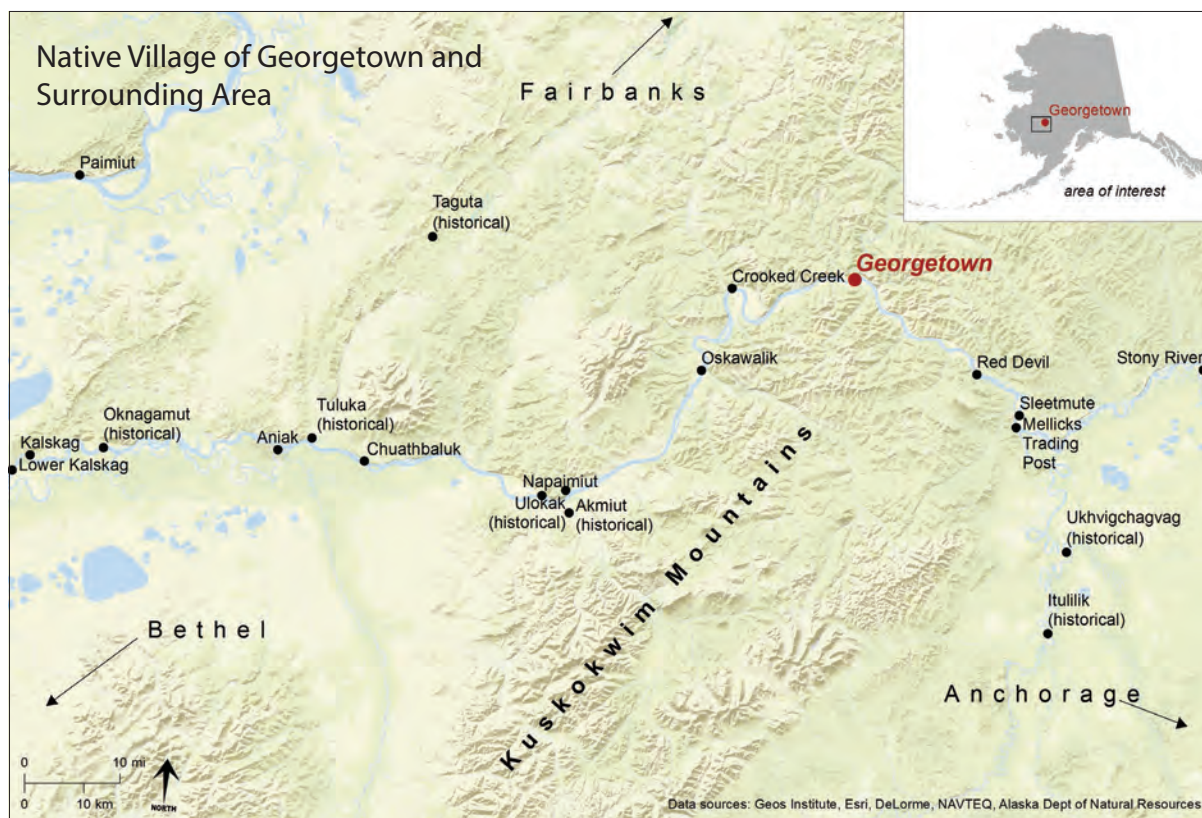 Native Village of Georgetown and
Surrounding Area
Fairbanks
Georgetown
area of interest
Paimiut
Taguta
(historical)
Crooked Creek
Georgetown
Oskawalik
Red Devil
Stony River
Sleetmute
Mellicks
Trading
Post
Oknagamut
(historical)
Tuluka
(historical)
Kalskag
Lower Kalskag
Aniak
Chuathbaluk
Napaimiut
Ulokak
(historical)
Akmiut
(historical)
Kuskokwim Mountains
Ukhvigchagvag
(historical)
Itulilik
(historical)
Bethel
Anchorage
0 10 mi
0 10 km
NORTH
Data sources: Geos Institute, Esri, DeLorme, NAVTEQ, Alaska Dept of Natural Resources